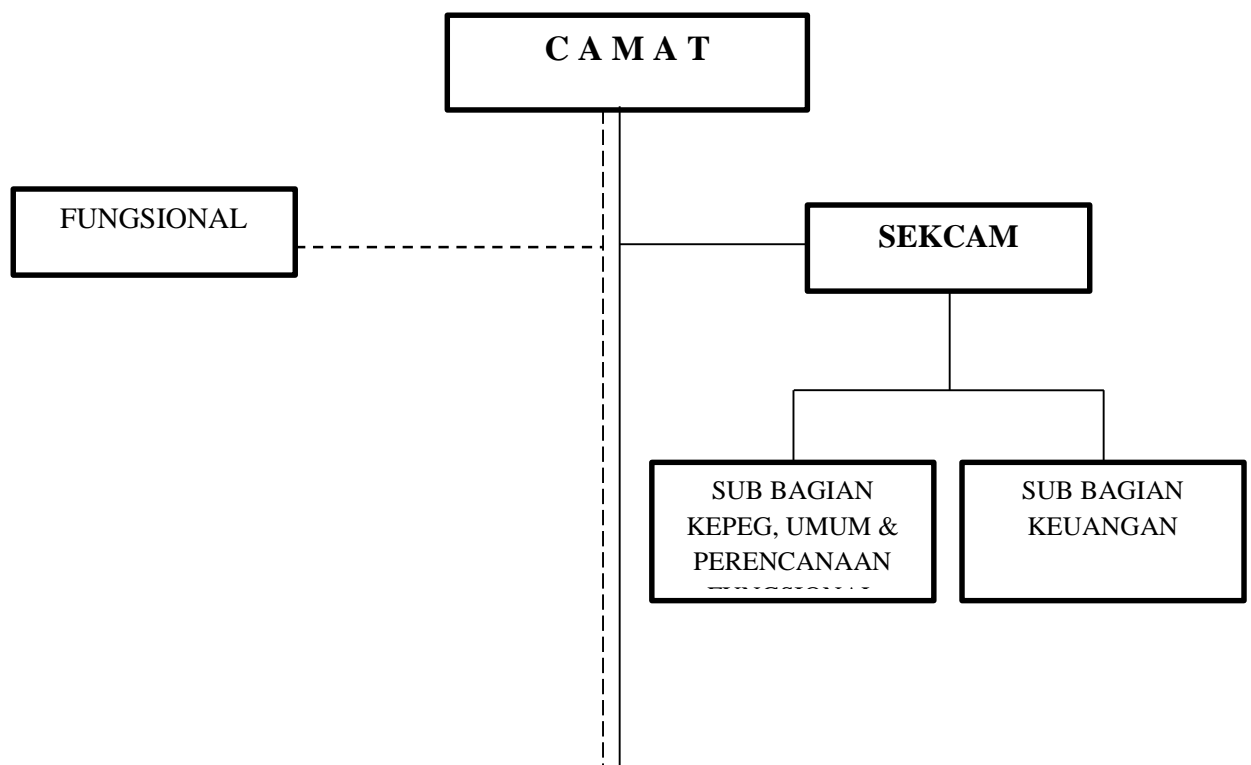 C A M A T
FUNGSIONAL
SEKCAM
SUB BAGIAN
KEPEG, UMUM &
PERENCANAAN
SUB BAGIAN
KEUANGAN